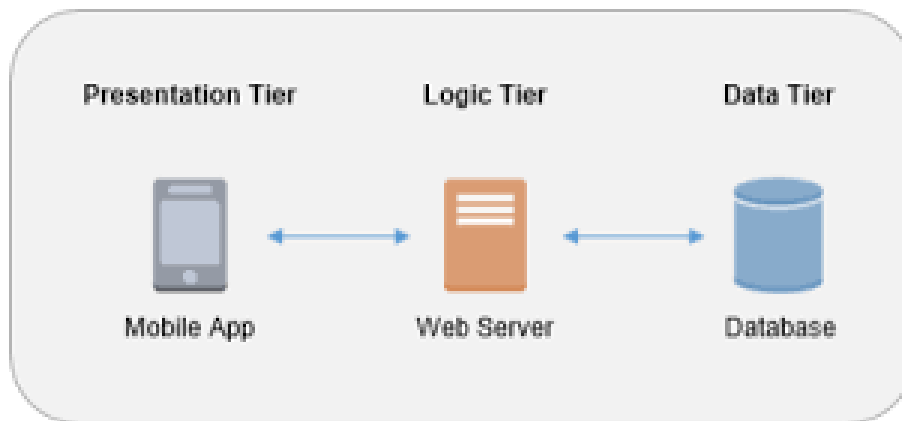 Presentation Tier
Logic Tier
Data Tier
Mobile App
Web Server
Database